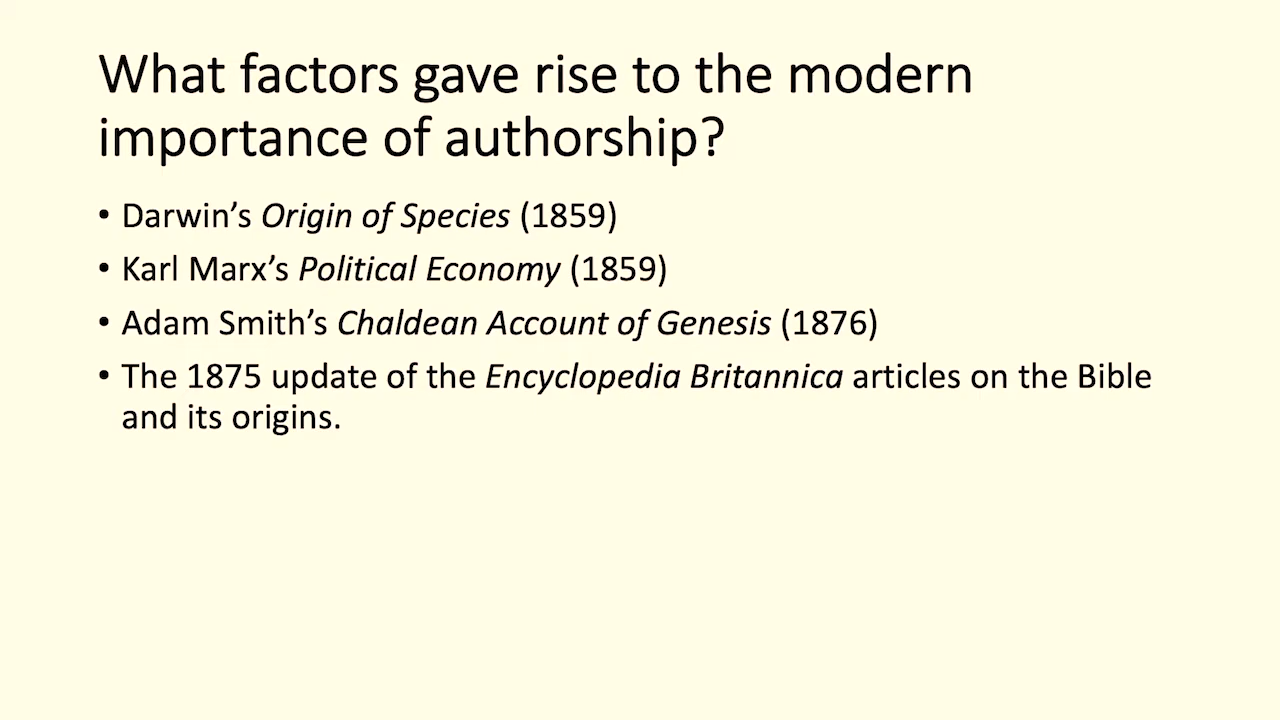 What factors gave rise to the modern
importance of authorship?
• Darwin’s Origin of Species (1859)
• Karl Marx’s Political Economy (1859)
• Adam Smith’s Chaldean Account of Genesis (1876)
• The 1875 update of the Encyclopedia Britannica articles on the Bible
and its origins.